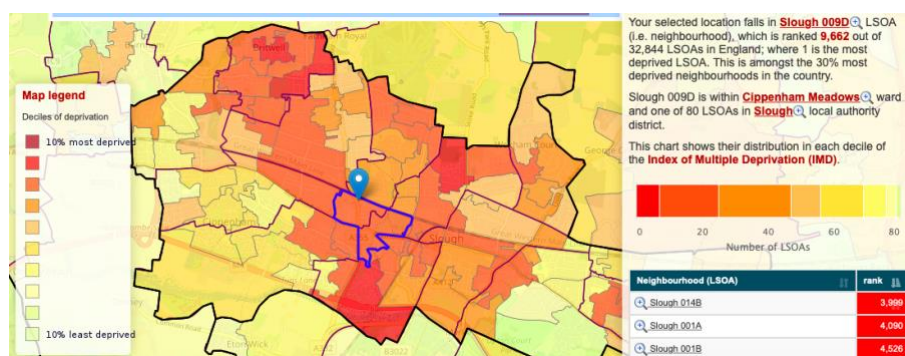 Map legend
Deciles of deprivation
10% most deprived
10% least deprived
Britwell
Cippenham
Slough
Eton Wick
B3022
Your selected location falls in Slough 009D LSOA
(i.e. neighbourhood), which is ranked 9,662 out of
32,844 LSOAs in England; where 1 is the most
deprived LSOA. This is amongst the 30% most
deprived neighbourhoods in the country.
Slough 009D is within Cippenham Meadows ward
and one of 80 LSOAs in Slough local authority
district.
This chart shows their distribution in each decile of
the Index of Multiple Deprivation (IMD).
0 20 40 60 80
Number of LSOAs
Neighbourhood (LSOA) rank
Slough 014B 3,999
Slough 001A 4,090
Slough 001B 4,526